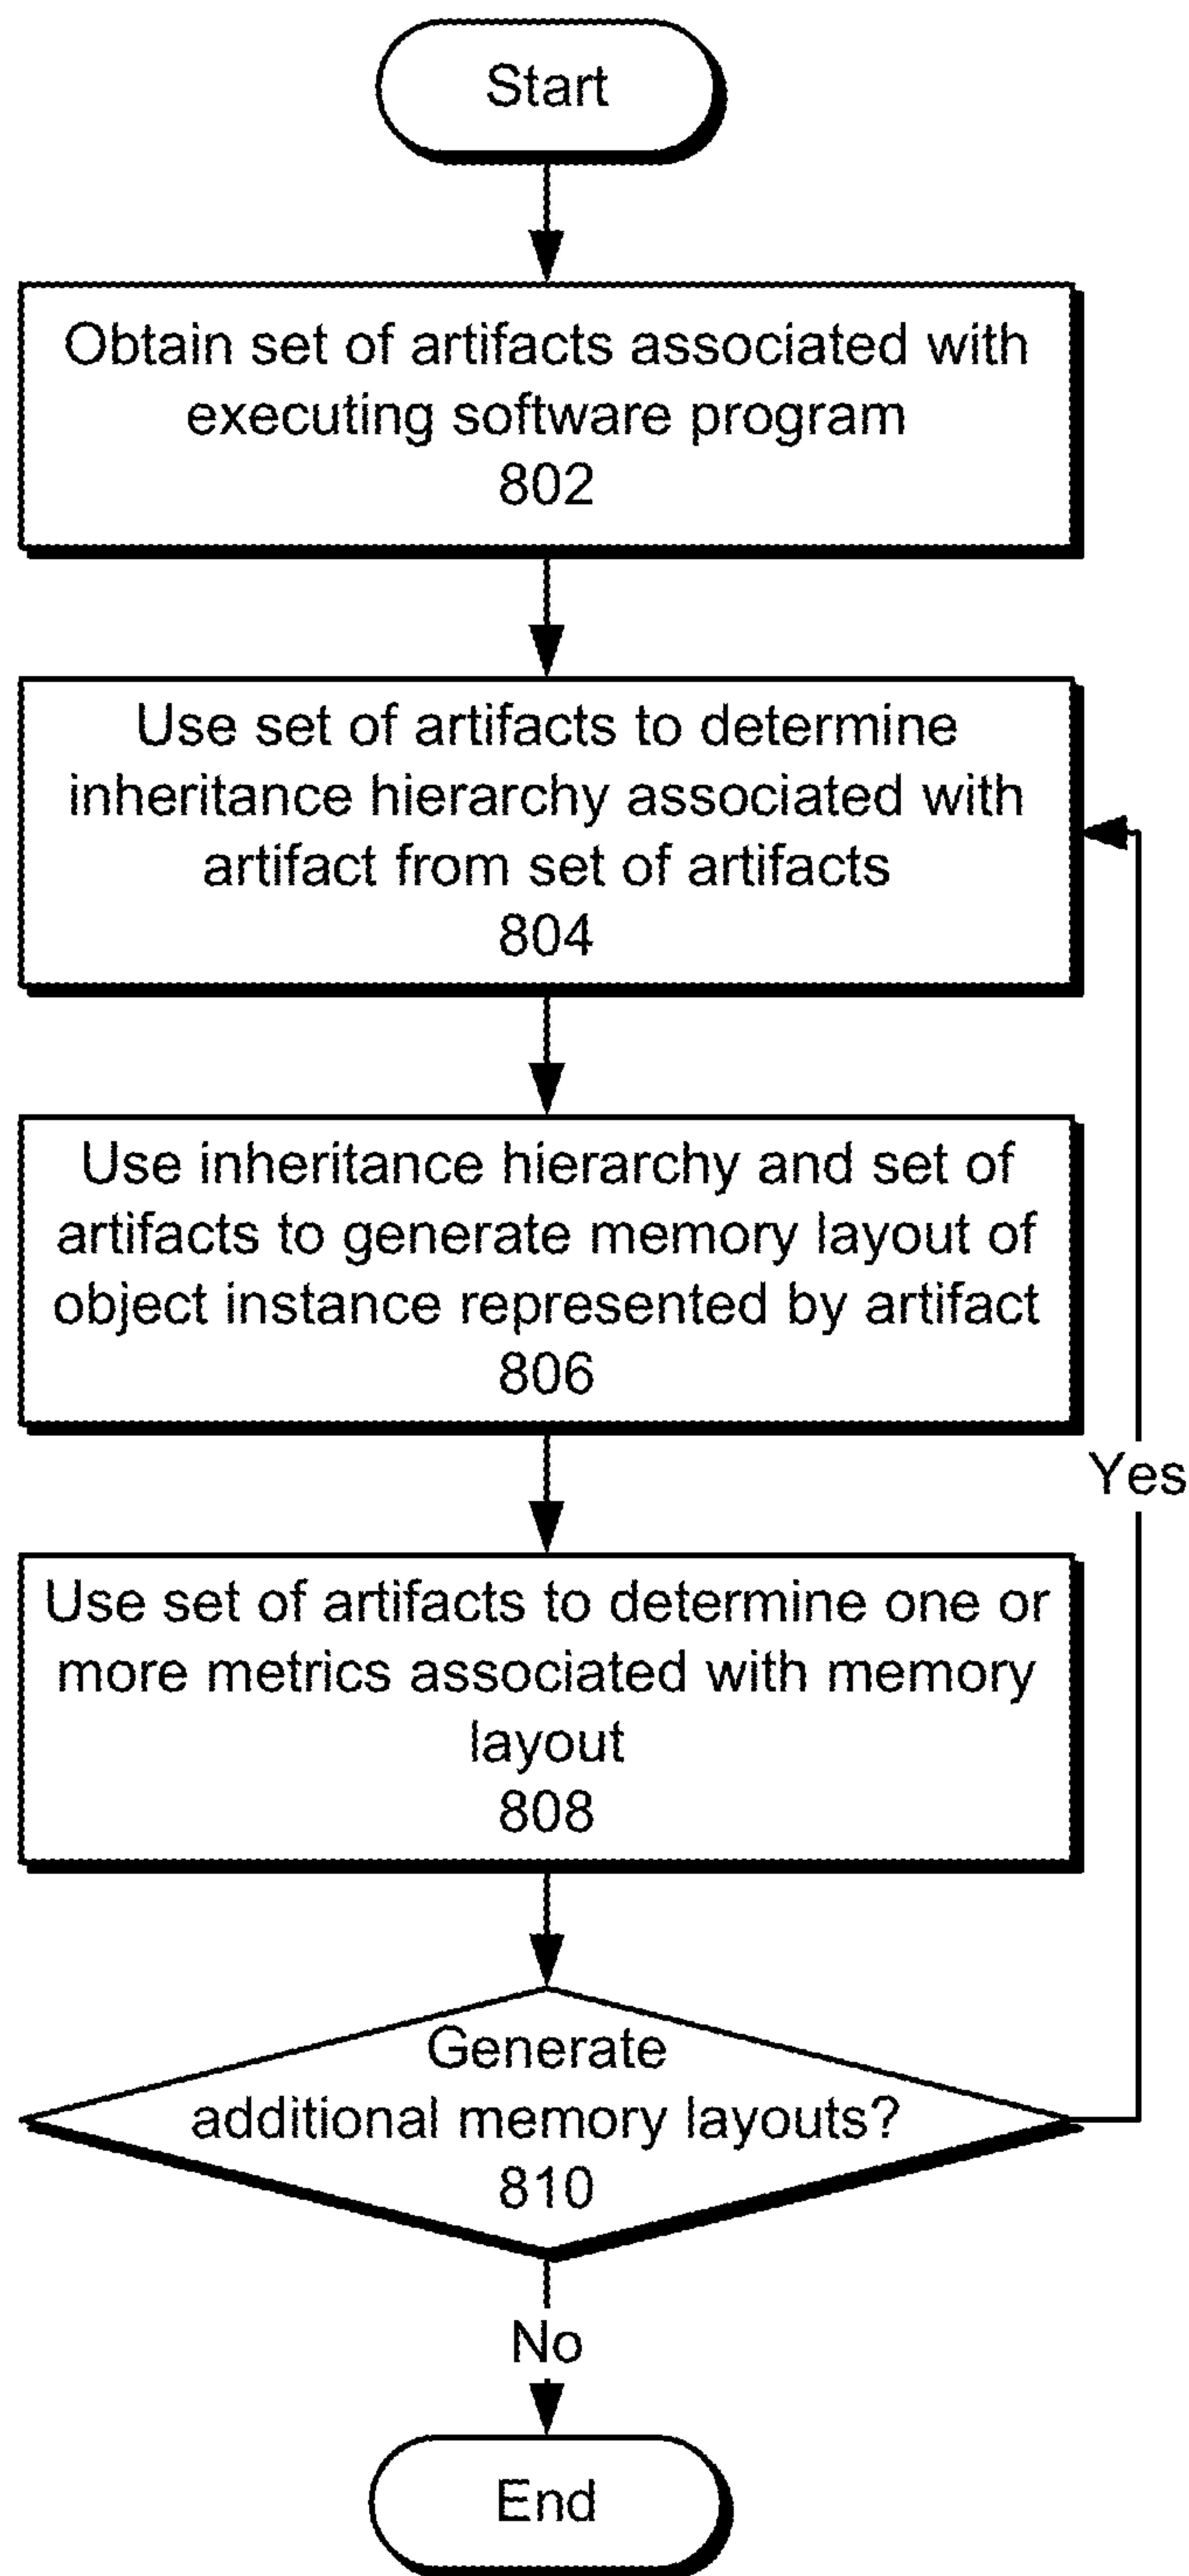 Start
Obtain set of artifacts associated with
executing software program
802
Use set of artifacts to determine
inheritance hierarchy associated with
artifact from set of artifacts
804
Use inheritance hierarchy and set of
artifacts to generate memory layout of
object instance represented by artifact
806
Yes
Use set of artifacts to determine one or
more metrics associated with memory
layout
808
Generate
additional memory layouts?
810
No
End